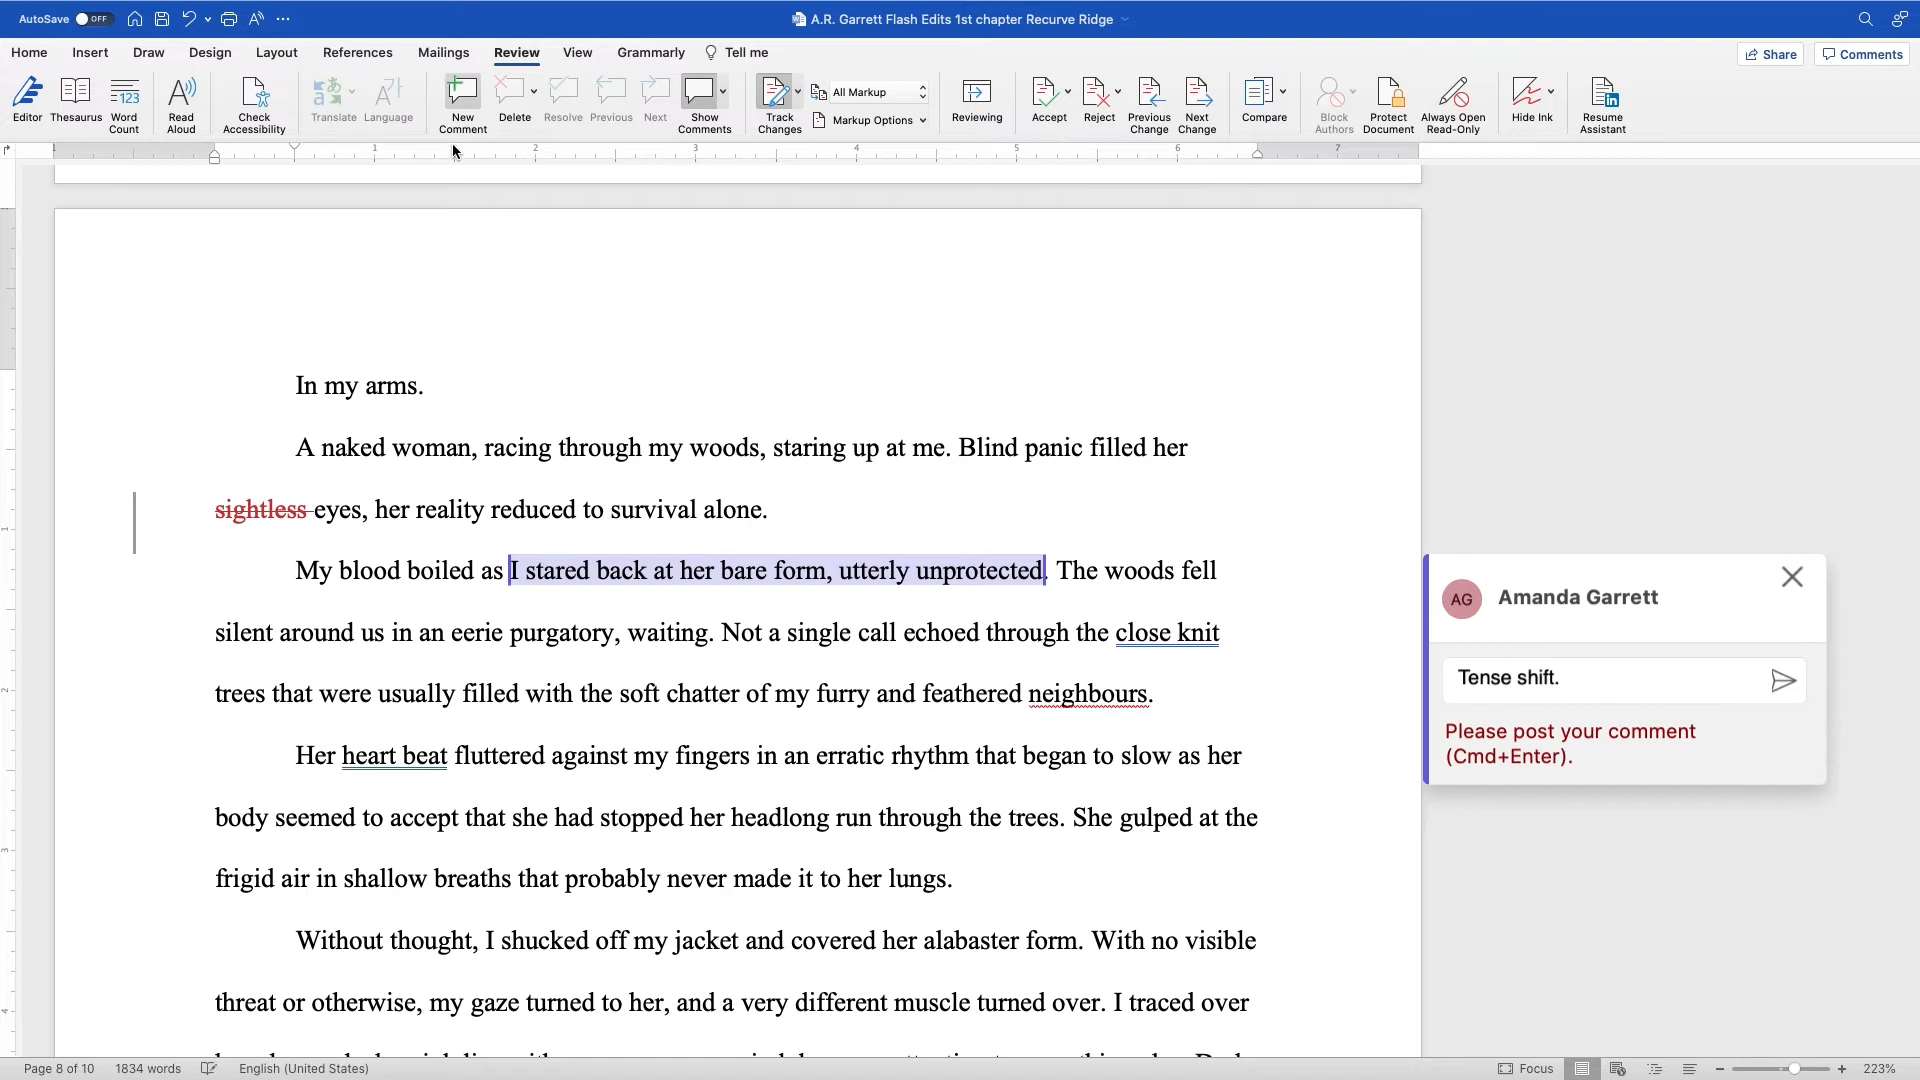 AutoSave OFF
A.R. Garrett Flash Edits 1st chapter Recurve Ridge
Home Insert Draw Design Layout References Mailings Review View Grammarly Tell me
Share Comments
Editor Thesaurus Word Count Read Aloud Check Accessibility Translate Language New Comment Delete Resolve Previous Next Show Comments Track Changes All Markup Markup Options Reviewing Accept Reject Previous Change Next Change Compare Block Authors Protect Document Always Open Read-Only Hide Ink Resume Assistant
1 1 2 3 4 5 6 7
In my arms.
A naked woman, racing through my woods, staring up at me. Blind panic filled her
sightless eyes, her reality reduced to survival alone.
My blood boiled as I stared back at her bare form, utterly unprotected. The woods fell
silent around us in an eerie purgatory, waiting. Not a single call echoed through the close knit
trees that were usually filled with the soft chatter of my furry and feathered neighbours.
Her heart beat fluttered against my fingers in an erratic rhythm that began to slow as her
body seemed to accept that she had stopped her headlong run through the trees. She gulped at the
frigid air in shallow breaths that probably never made it to her lungs.
Without thought, I shucked off my jacket and covered her alabaster form. With no visible
threat or otherwise, my gaze turned to her, and a very different muscle turned over. I traced over
AG Amanda Garrett
Tense shift.
Please post your comment
(Cmd+Enter).
Page 8 of 10 1834 words English (United States) Focus 223%